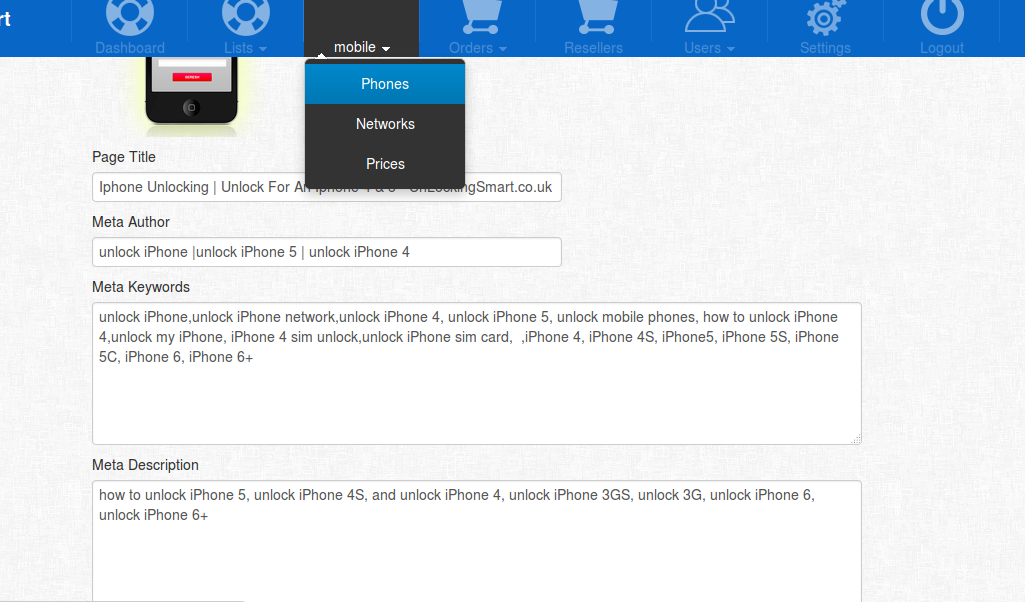 rt
Dashboard Lists mobile Orders Resellers Users Settings Logout
Phones
Networks
Prices
Page Title
Iphone Unlocking | Unlock For An Iphone 4 & 5 - UnLockingSmart.co.uk
Meta Author
unlock iPhone |unlock iPhone 5 | unlock iPhone 4
Meta Keywords
unlock iPhone,unlock iPhone network,unlock iPhone 4, unlock iPhone 5, unlock mobile phones, how to unlock iPhone
4,unlock my iPhone, iPhone 4 sim unlock,unlock iPhone sim card,  ,iPhone 4, iPhone 4S, iPhone5, iPhone 5S, iPhone
5C, iPhone 6, iPhone 6+
Meta Description
how to unlock iPhone 5, unlock iPhone 4S, and unlock iPhone 4, unlock iPhone 3GS, unlock 3G, unlock iPhone 6,
unlock iPhone 6+